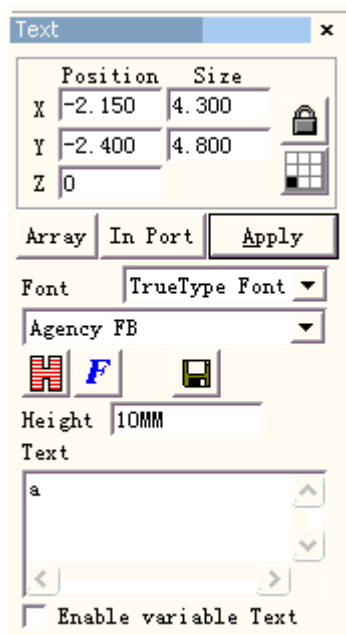 Text
Position Size
X -2.150 4.300
Y -2.400 4.800
Z 0
Array In Port Apply
Font TrueType Font
Agency FB
F
Height 10MM
Text
a
Enable variable Text